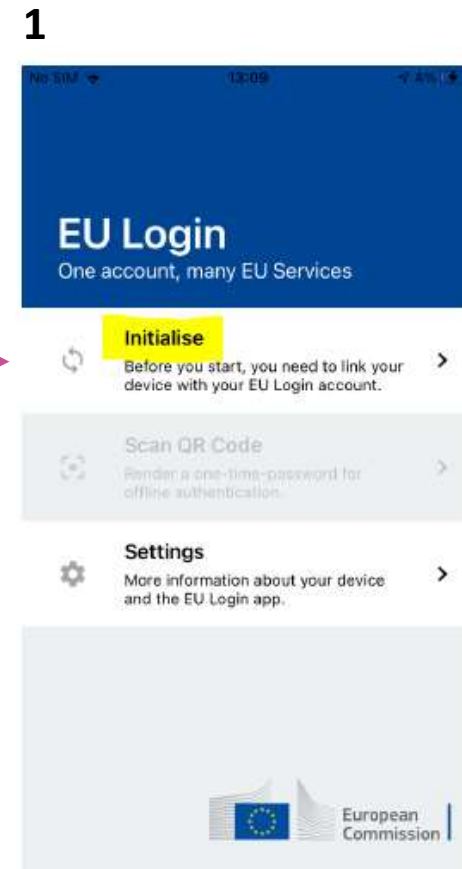 1
No SIM 13:09 4%
EU Login
One account, many EU Services
Initialise
Before you start, you need to link your
device with your EU Login account.
Scan QR Code
Render a one-time-password for
offline authentication.
Settings
More information about your device
and the EU Login app.
European
Commission